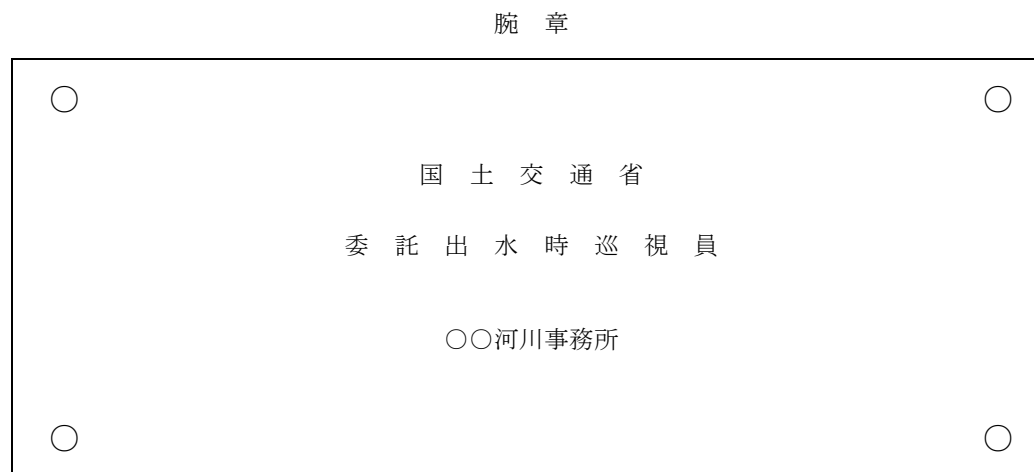 腕　章
国　土　交　通　省
委　託　出　水　時　巡　視　員
○○河川事務所